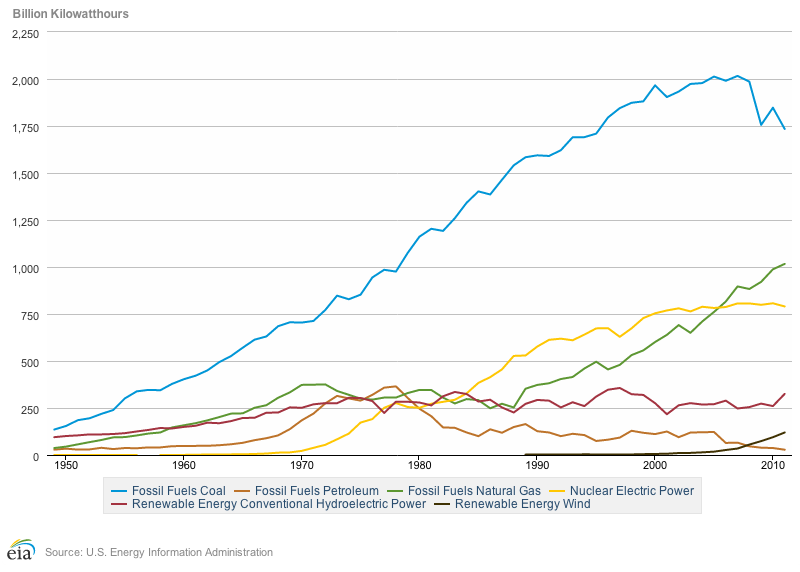 Billion Kilowatthours
2,250
2,000
1,750
1,500
1,250
1,000
750
500
250
0
1950 1960 1970 1980 1990 2000 2010
Fossil Fuels Coal Fossil Fuels Petroleum Fossil Fuels Natural Gas Nuclear Electric Power
Renewable Energy Conventional Hydroelectric Power Renewable Energy Wind
eia Source: U.S. Energy Information Administration